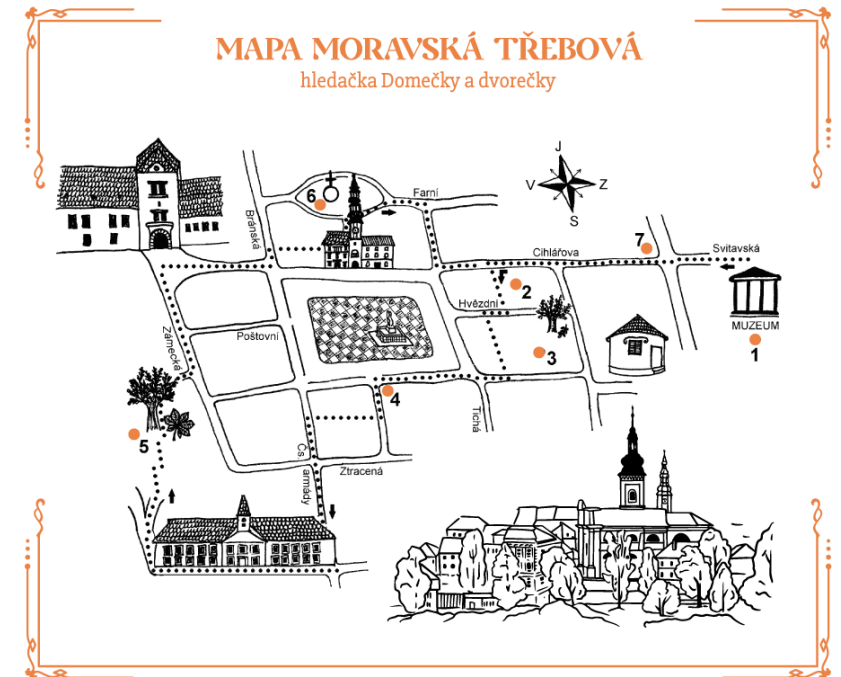 MAPA MORAVSKÁ TŘEBOVÁ
hledačka Domečky a dvorečky
J
V
Z
S
6
Farní
Bránská
7
Cihlářova
Svitavská
2
Hvězdní
MUZEUM
1
Poštovní
Zámecká
3
4
Tichá
5
Čs. armády
Ztracená